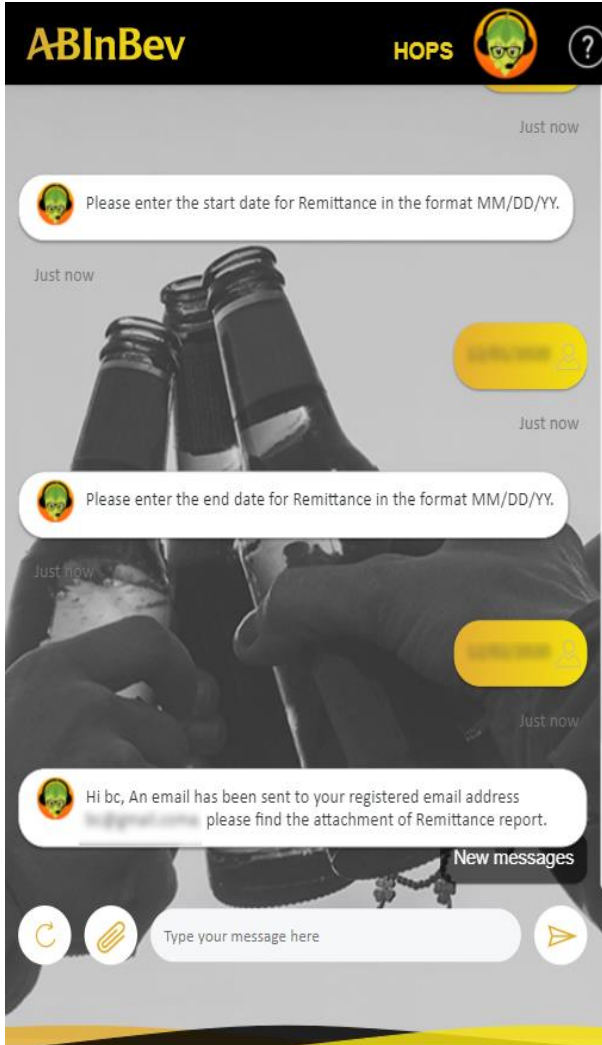 ABInBev
HOPS
?
Just now
Please enter the start date for Remittance in the format MM/DD/YY.
Just now
Just now
Please enter the end date for Remittance in the format MM/DD/YY.
Just now
Just now
Hi bc, An email has been sent to your registered email address
please find the attachment of Remittance report.
New messages
Type your message here